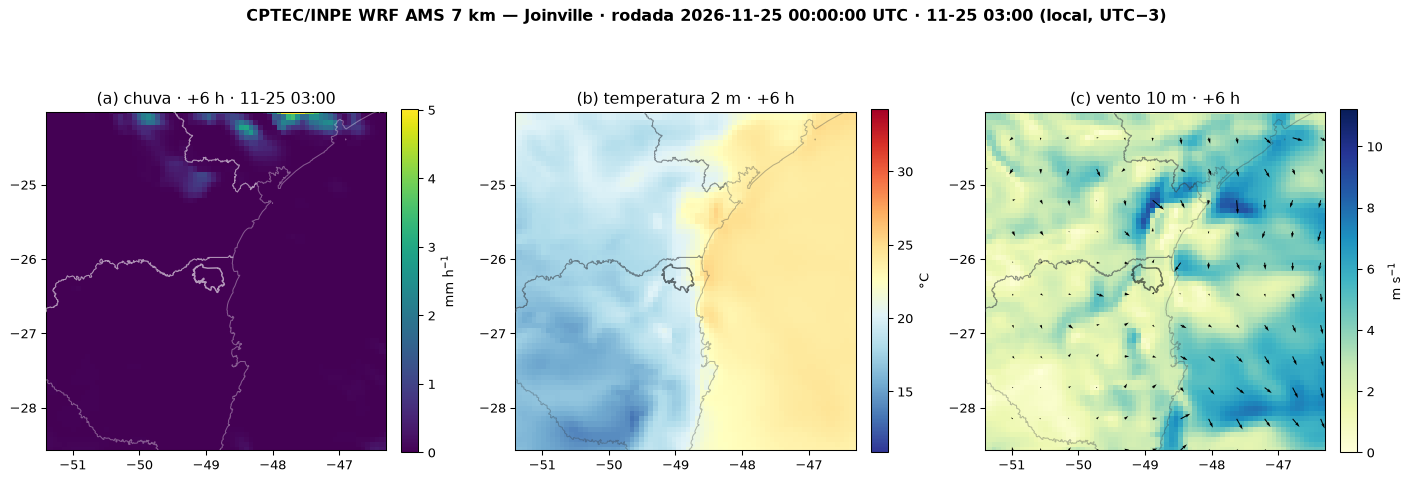 CPTEC/INPE WRF AMS 7 km — Joinville · rodada 2026-11-25 00:00:00 UTC · 11-25 03:00 (local, UTC−3)
(a) chuva · +6 h · 11-25 03:00
−25
−26
−27
−28
−51 −50 −49 −48 −47
5
4
3
2
1
0
mm h⁻¹
(b) temperatura 2 m · +6 h
−25
−26
−27
−28
−51 −50 −49 −48 −47
30
25
20
15
°C
(c) vento 10 m · +6 h
−25
−26
−27
−28
−51 −50 −49 −48 −47
10
8
6
4
2
0
m s⁻¹